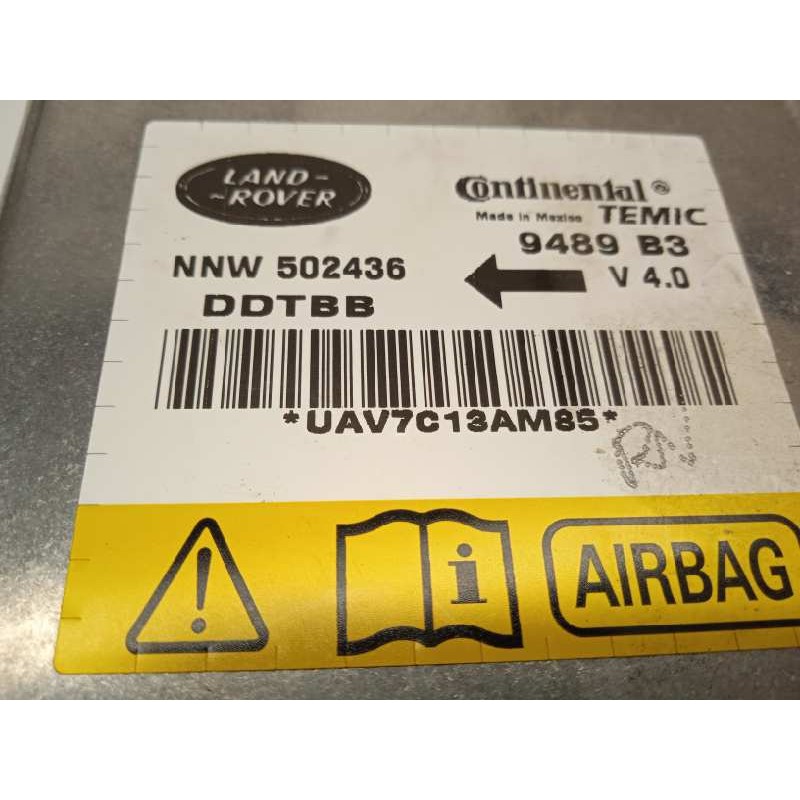 LAND-
~ROVER
Continental®
Made in Mexico TEMIC
9489 B3
NNW 502436
V 4.0
DDTBB
*UAV7C13AM85*
i
AIRBAG